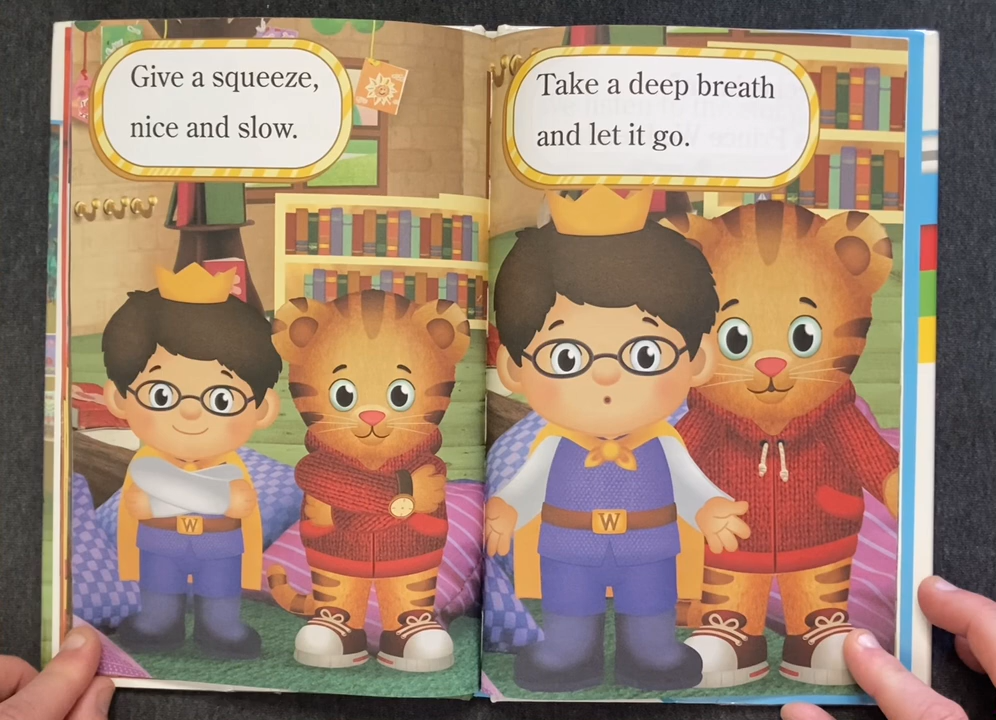 Give a squeeze,
nice and slow.
W
Take a deep breath
and let it go.
W